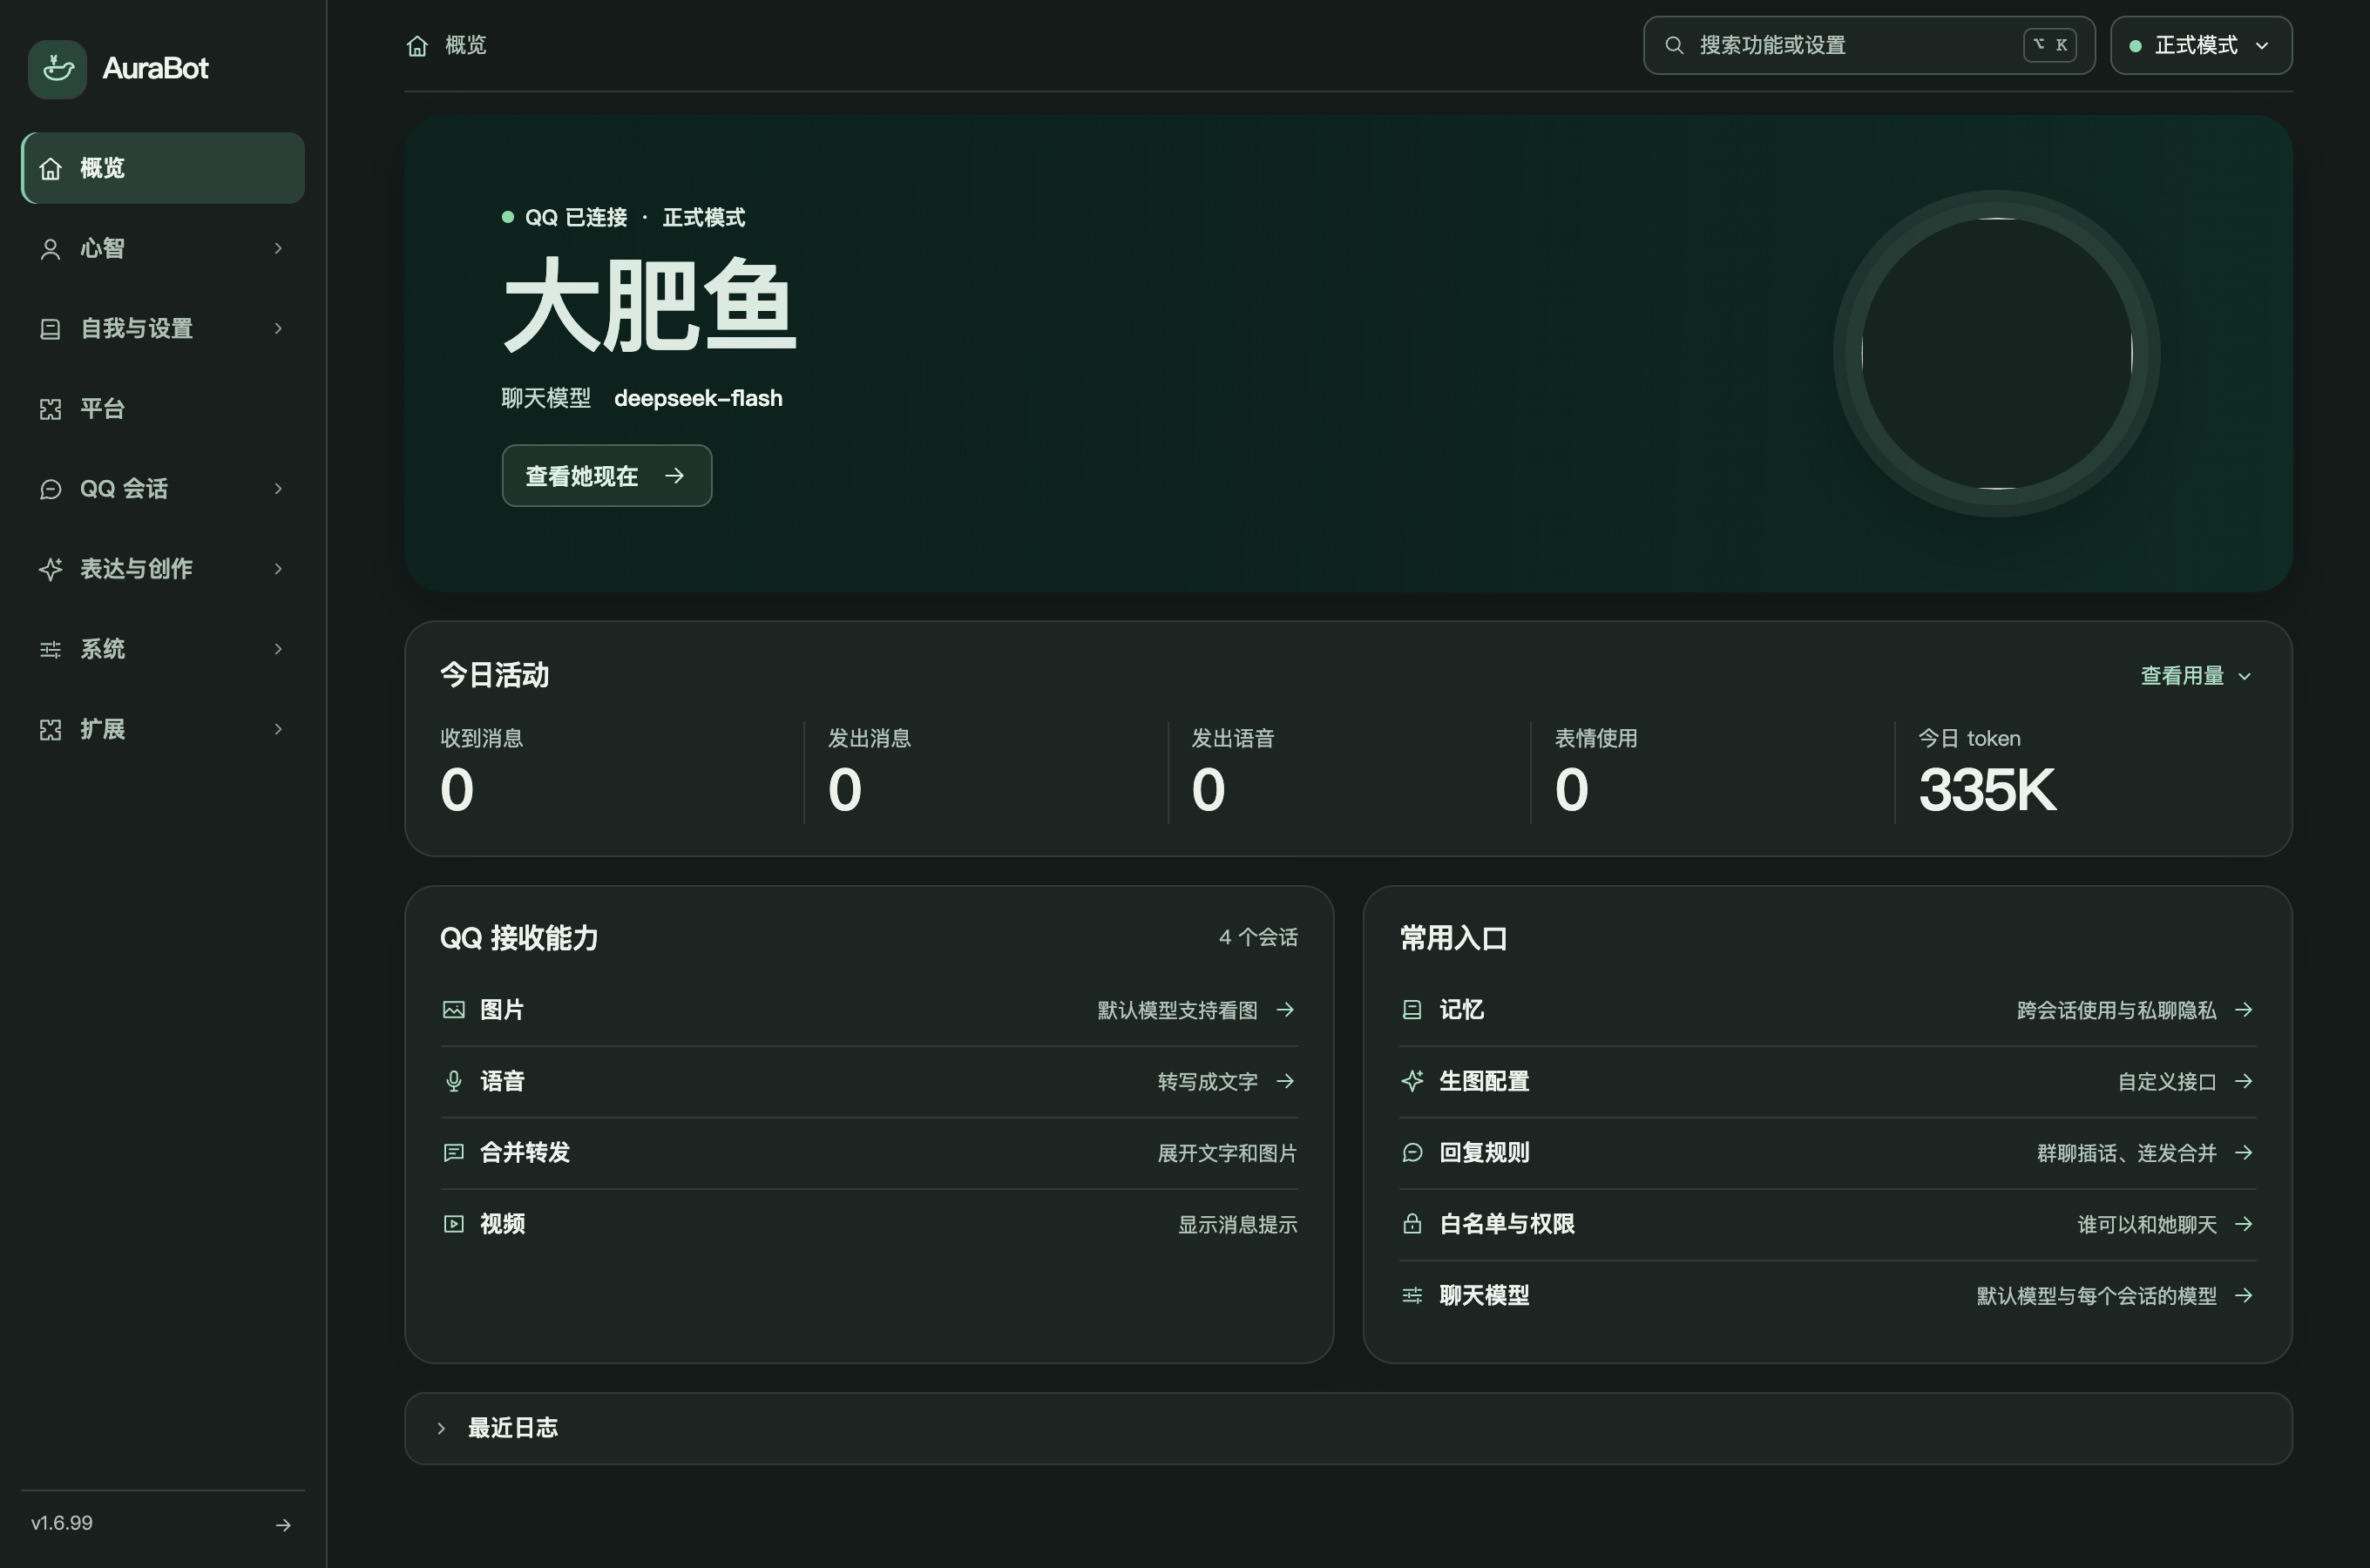 AuraBot
概览
心智
自我与设置
平台
QQ 会话
表达与创作
系统
扩展
v1.6.99
概览
搜索功能或设置
⌥ K
正式模式
QQ 已连接 · 正式模式
大肥鱼
聊天模型 deepseek-flash
查看她现在
今日活动
查看用量
收到消息
0
发出消息
0
发出语音
0
表情使用
0
今日 token
335K
QQ 接收能力
4 个会话
图片
默认模型支持看图
语音
转写成文字
合并转发
展开文字和图片
视频
显示消息提示
常用入口
记忆
跨会话使用与私聊隐私
生图配置
自定义接口
回复规则
群聊插话、连发合并
白名单与权限
谁可以和她聊天
聊天模型
默认模型与每个会话的模型
最近日志